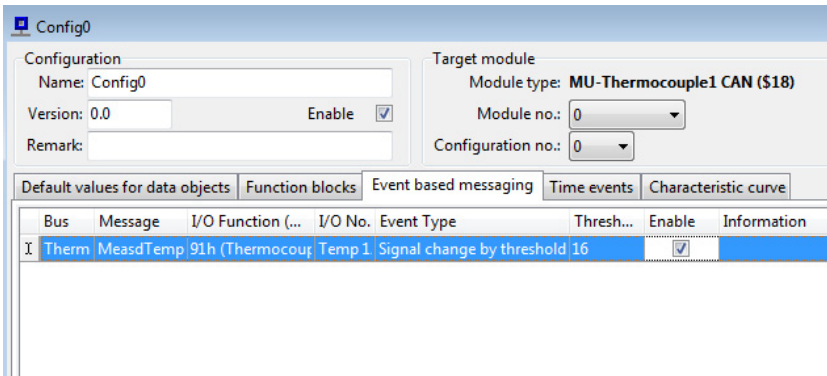 Config0
Configuration
Name: Config0
Version: 0.0 Enable
Remark:
Target module
Module type: MU-Thermocouple1 CAN ($18)
Module no.: 0
Configuration no.: 0
Default values for data objects Function blocks Event based messaging Time events Characteristic curve
Bus Message I/O Function (... I/O No. Event Type Thresh... Enable Information
Therm MeasdTemp 91h (Thermocoup Temp 1 Signal change by threshold 16